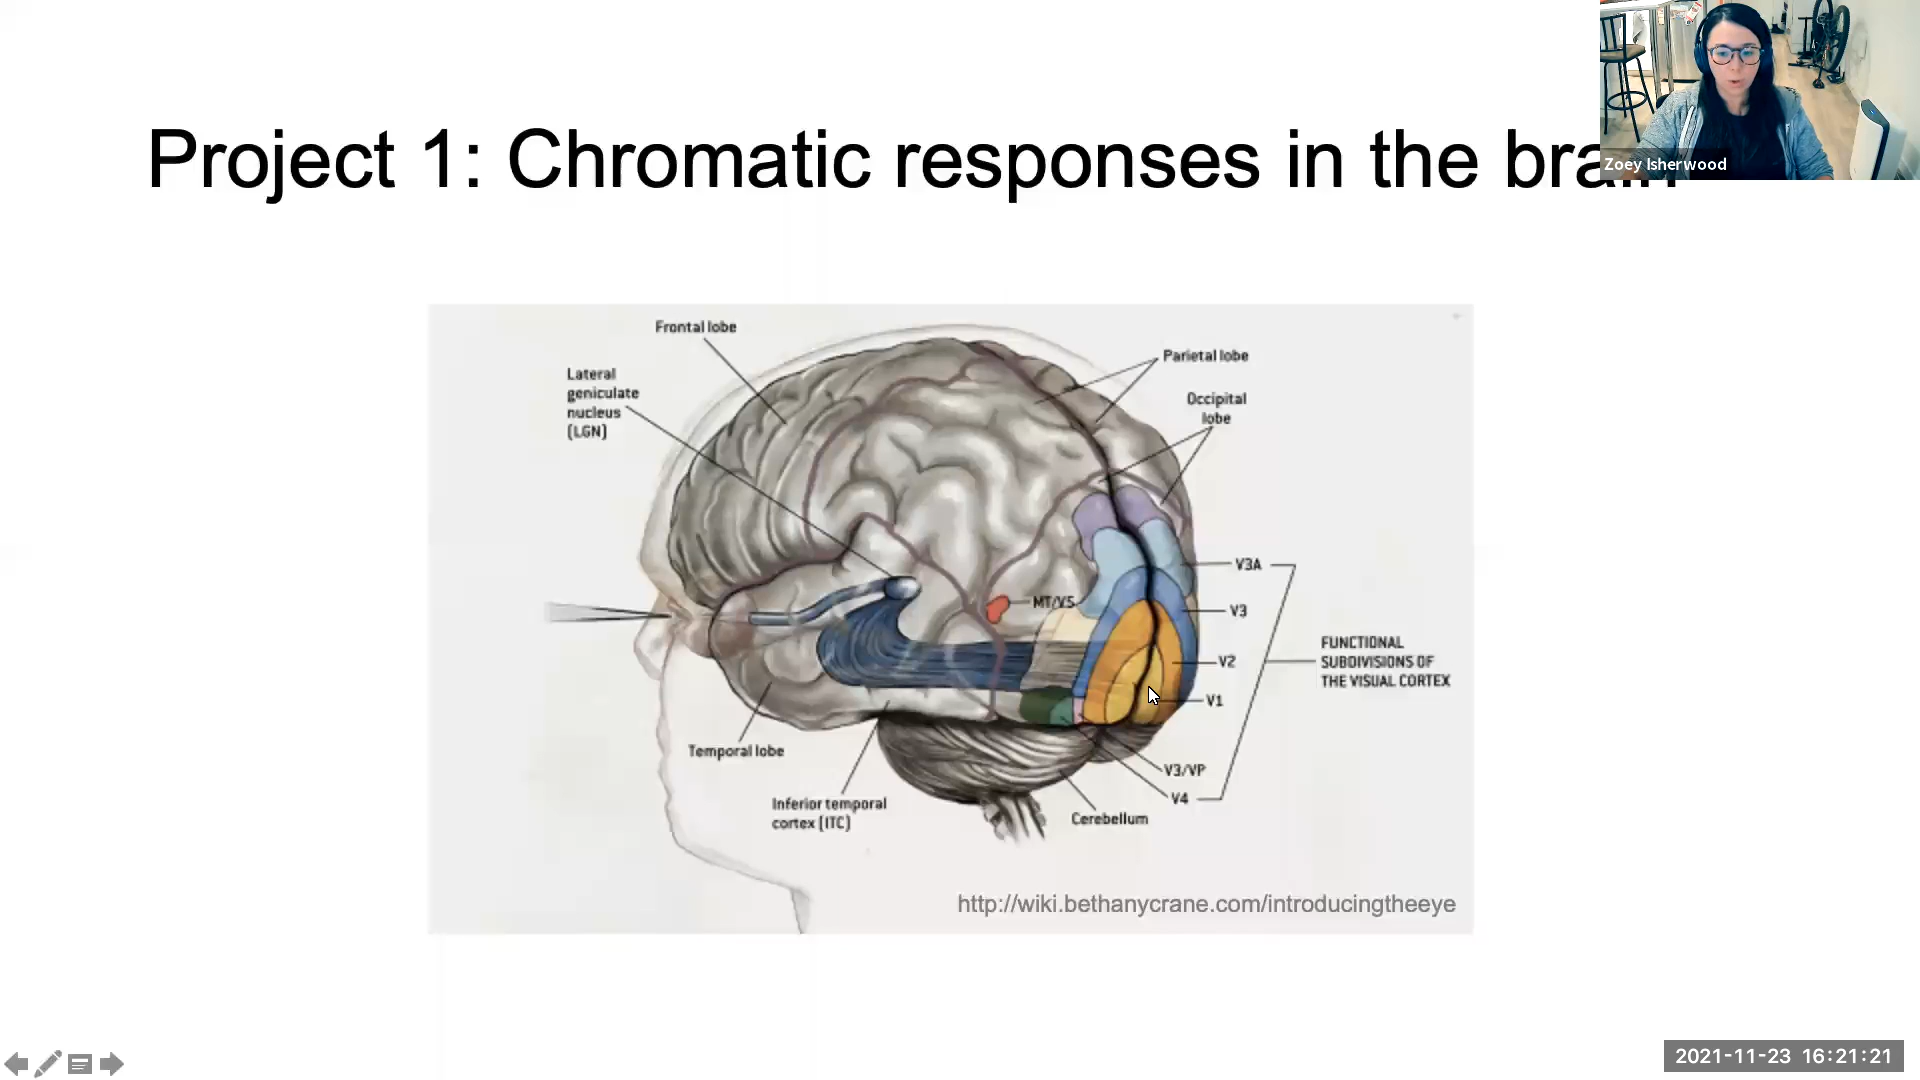 Project 1: Chromatic responses in the brain
Zoey Isherwood
Frontal lobe
Lateral
geniculate
nucleus
(LGN)
Parietal lobe
Occipital
lobe
MT/V5
V3A
V3
V2
V1
FUNCTIONAL
SUBDIVISIONS OF
THE VISUAL CORTEX
Temporal lobe
Inferior temporal
cortex (ITC)
V3/VP
V4
Cerebellum
http://wiki.bethanycrane.com/introducingtheeye
2021-11-23 16:21:21